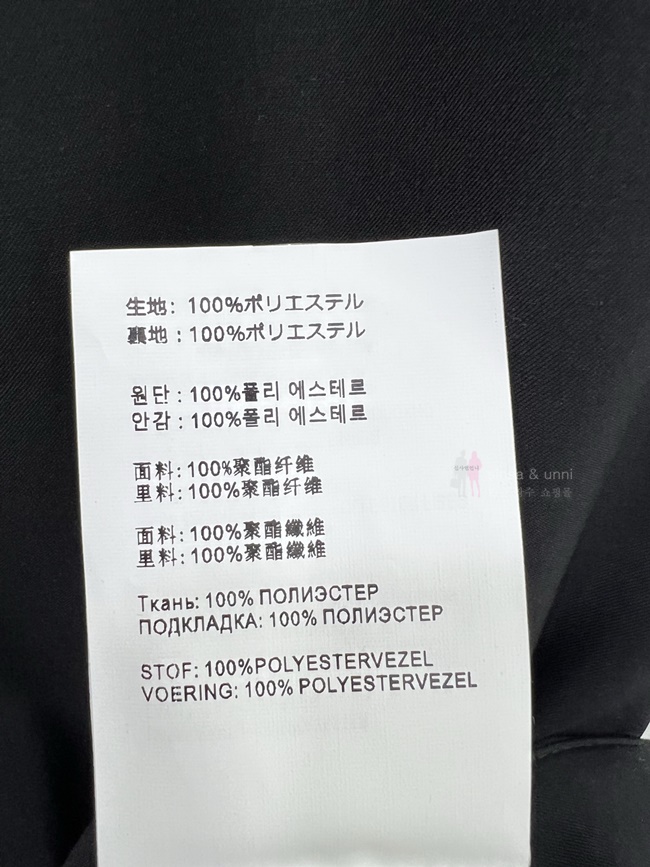 生地: 100%ポリエステル
裏地 : 100%ポリエステル
원단 : 100%폴리 에스테르
안감 : 100%폴리 에스테르
面料: 100%聚酯纤维
里料: 100%聚酯纤维
面料: 100%聚酯纖維
里料: 100%聚酯纖維
Ткань: 100% ПОЛИЭСТЕР
ПОДКЛАДКА: 100% ПОЛИЭСТЕР
STOF: 100%POLYESTERVEZEL
VOERING: 100% POLYESTERVEZEL
& unni
쇼핑몰